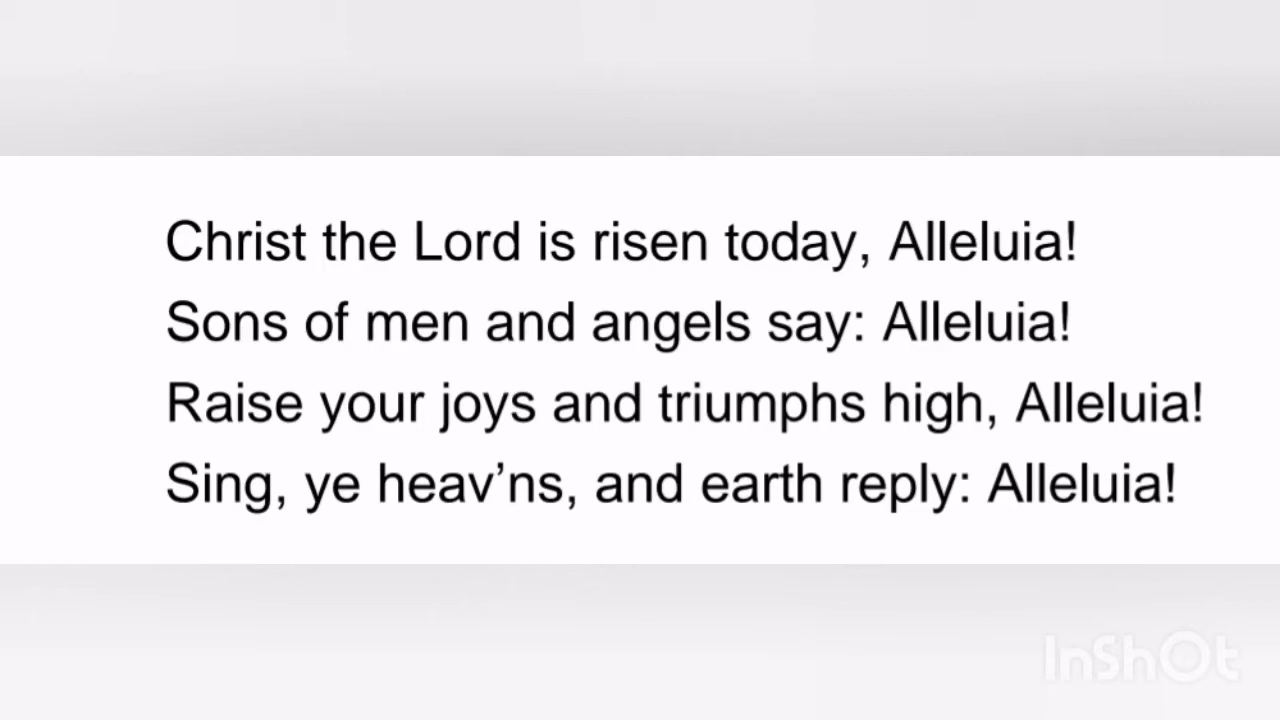 Christ the Lord is risen today, Alleluia!
Sons of men and angels say: Alleluia!
Raise your joys and triumphs high, Alleluia!
Sing, ye heav’ns, and earth reply: Alleluia!
InShOt